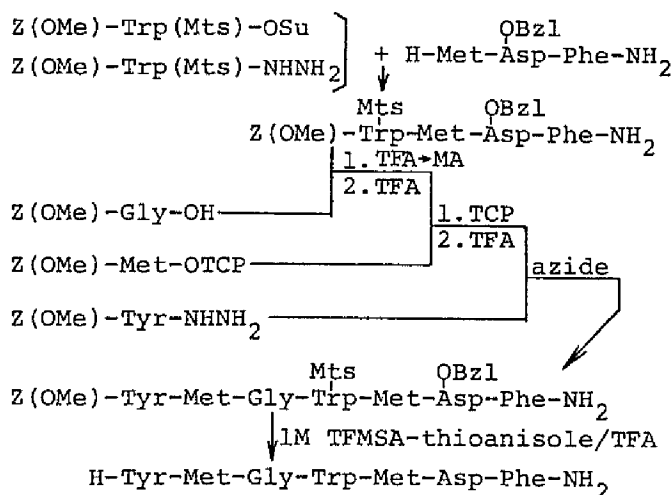 Z(OMe)-Trp(Mts)-OSu
OBzl
Z(OMe)-Trp(Mts)-NHNH2 + H-Met-Asp-Phe-NH2
Mts OBzl
Z(OMe)-Trp-Met-Asp-Phe-NH2
1. TFA→MA
2. TFA
Z(OMe)-Gly-OH
1. TCP
2. TFA
Z(OMe)-Met-OTCP
azide
Z(OMe)-Tyr-NHNH2
Mts OBzl
Z(OMe)-Tyr-Met-Gly-Trp-Met-Asp-Phe-NH2
1M TFMSA-thioanisole/TFA
H-Tyr-Met-Gly-Trp-Met-Asp-Phe-NH2